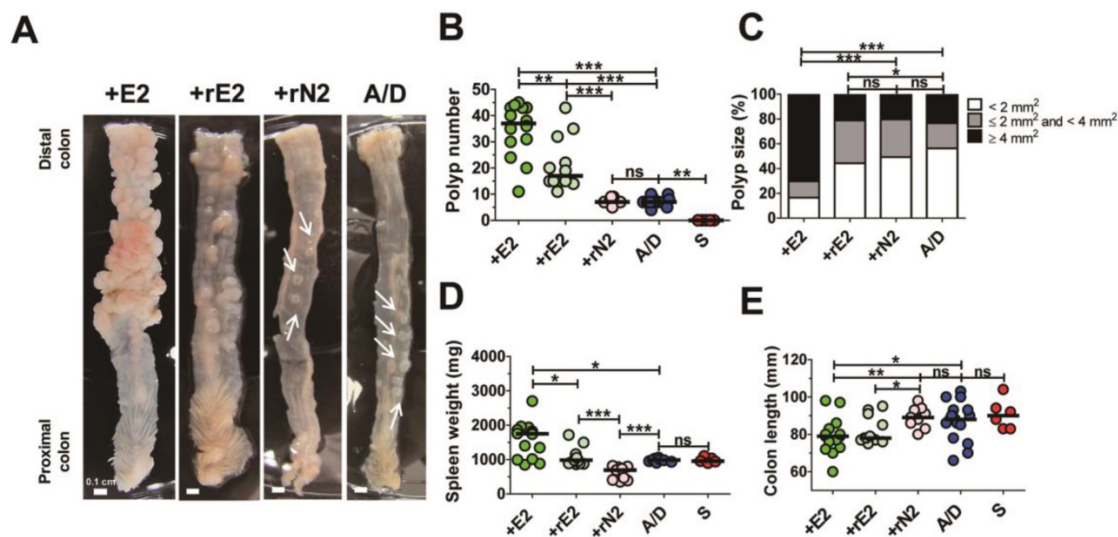 A
+E2 +rE2 +rN2 A/D
Distal colon
Proximal colon
0.1 cm
B
Polyp number
50
40
30
20
10
0
***
** ***
***
ns **
+E2 +rE2 +rN2 A/D S
C
Polyp size (%)
100
80
60
40
20
0
***
***
*
ns ns
+E2 +rE2 +rN2 A/D
< 2 mm²
≤ 2 mm² and < 4 mm²
≥ 4 mm²
D
Spleen weight (mg)
4000
3000
2000
1000
0
*
*
*** ***
ns
+E2 +rE2 +rN2 A/D S
E
Colon length (mm)
120
100
80
60
*
** ns ns
*
+E2 +rE2 +rN2 A/D S